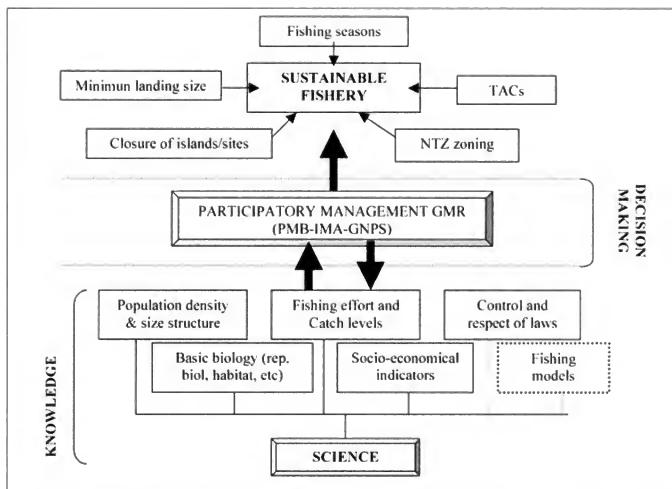 Fishing seasons
SUSTAINABLE
FISHERY
Minimun landing size
TACs
Closure of islands/sites
NTZ zoning
PARTICIPATORY MANAGEMENT GMR
(PMB-IMA-GNPS)
DECISION
MAKING
Population density
& size structure
Fishing effort and
Catch levels
Control and
respect of laws
Basic biology (rep.
biol, habitat, etc)
Socio-economical
indicators
Fishing
models
KNOWLEDGE
SCIENCE